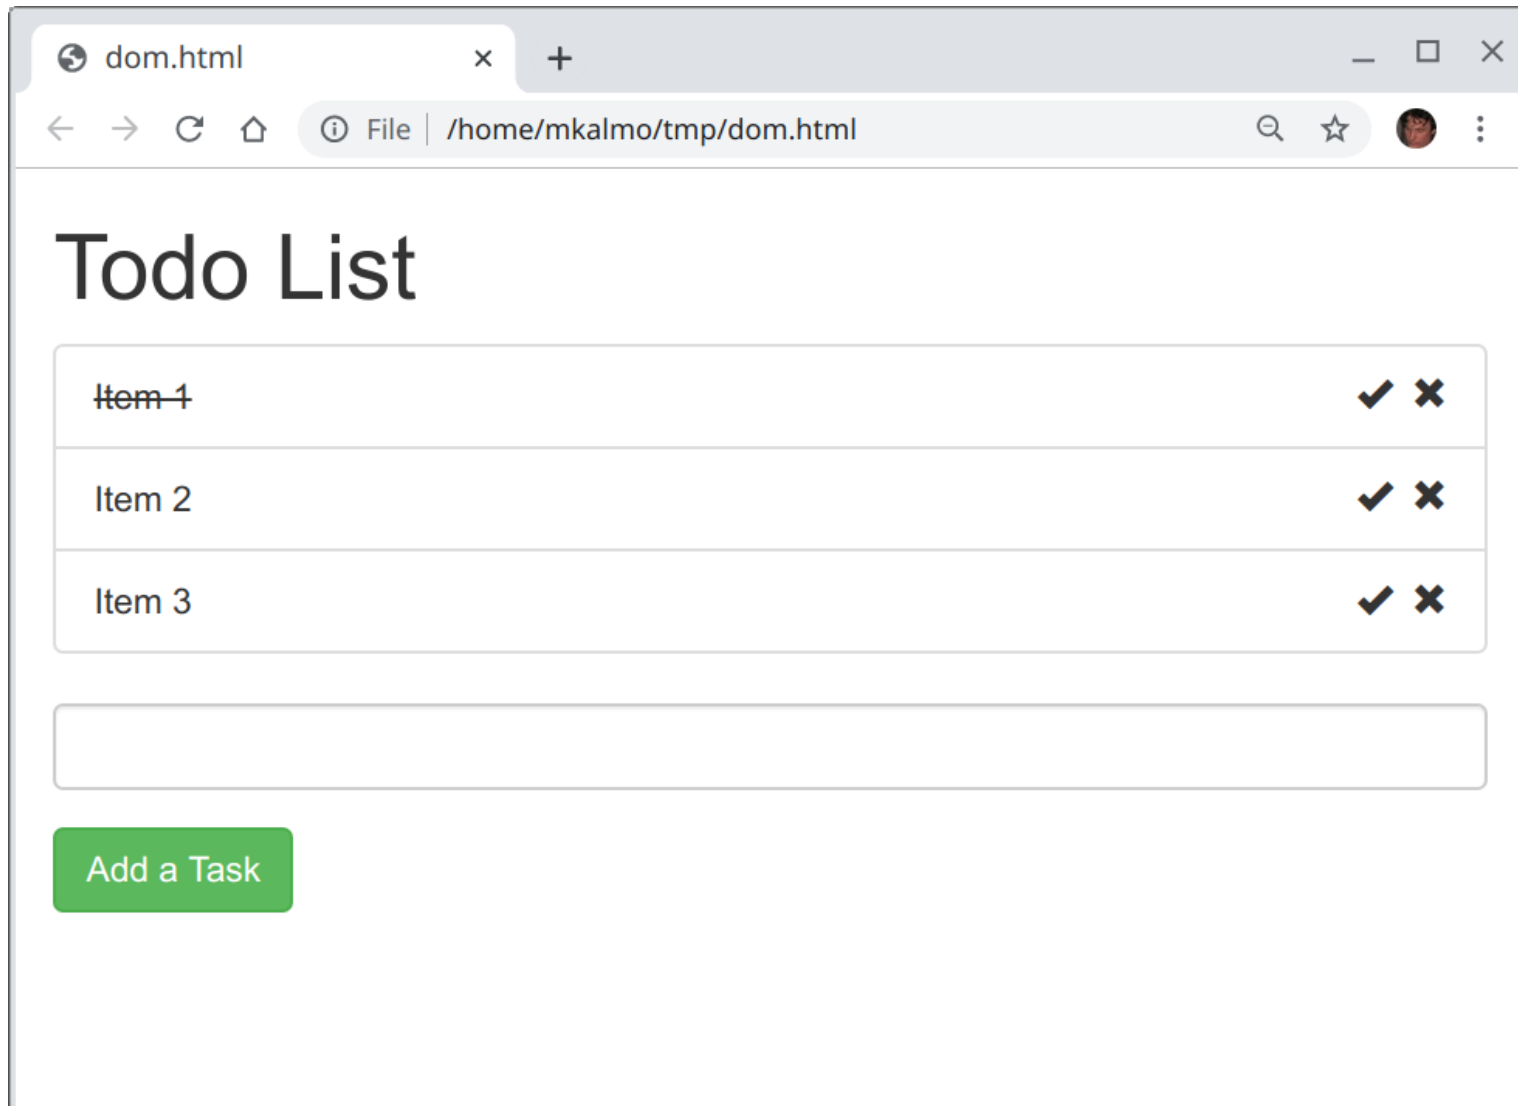 dom.html
File /home/mkalmo/tmp/dom.html
Todo List
Item 1
Item 2
Item 3
Add a Task